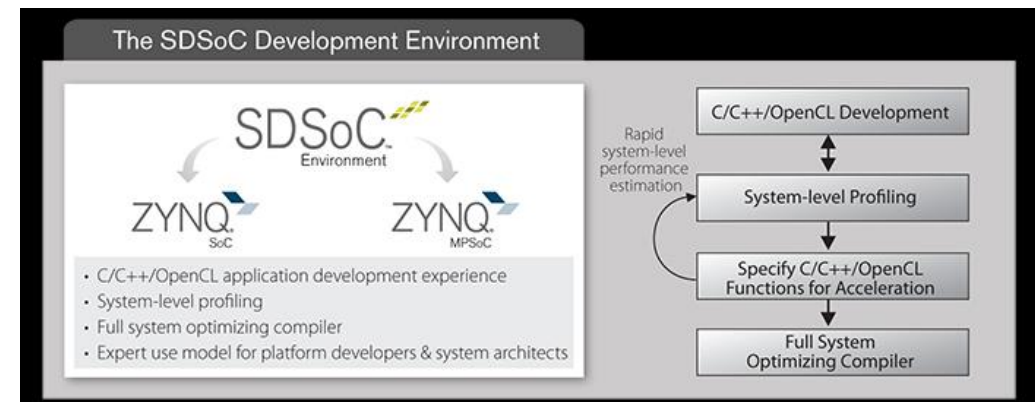 The SDSoC Development Environment
SDSoC™
Environment
ZYNQ®
SoC
ZYNQ®
MPSoC
• C/C++/OpenCL application development experience
• System-level profiling
• Full system optimizing compiler
• Expert use model for platform developers & system architects
Rapid
system-level
performance
estimation
C/C++/OpenCL Development
System-level Profiling
Specify C/C++/OpenCL
Functions for Acceleration
Full System
Optimizing Compiler